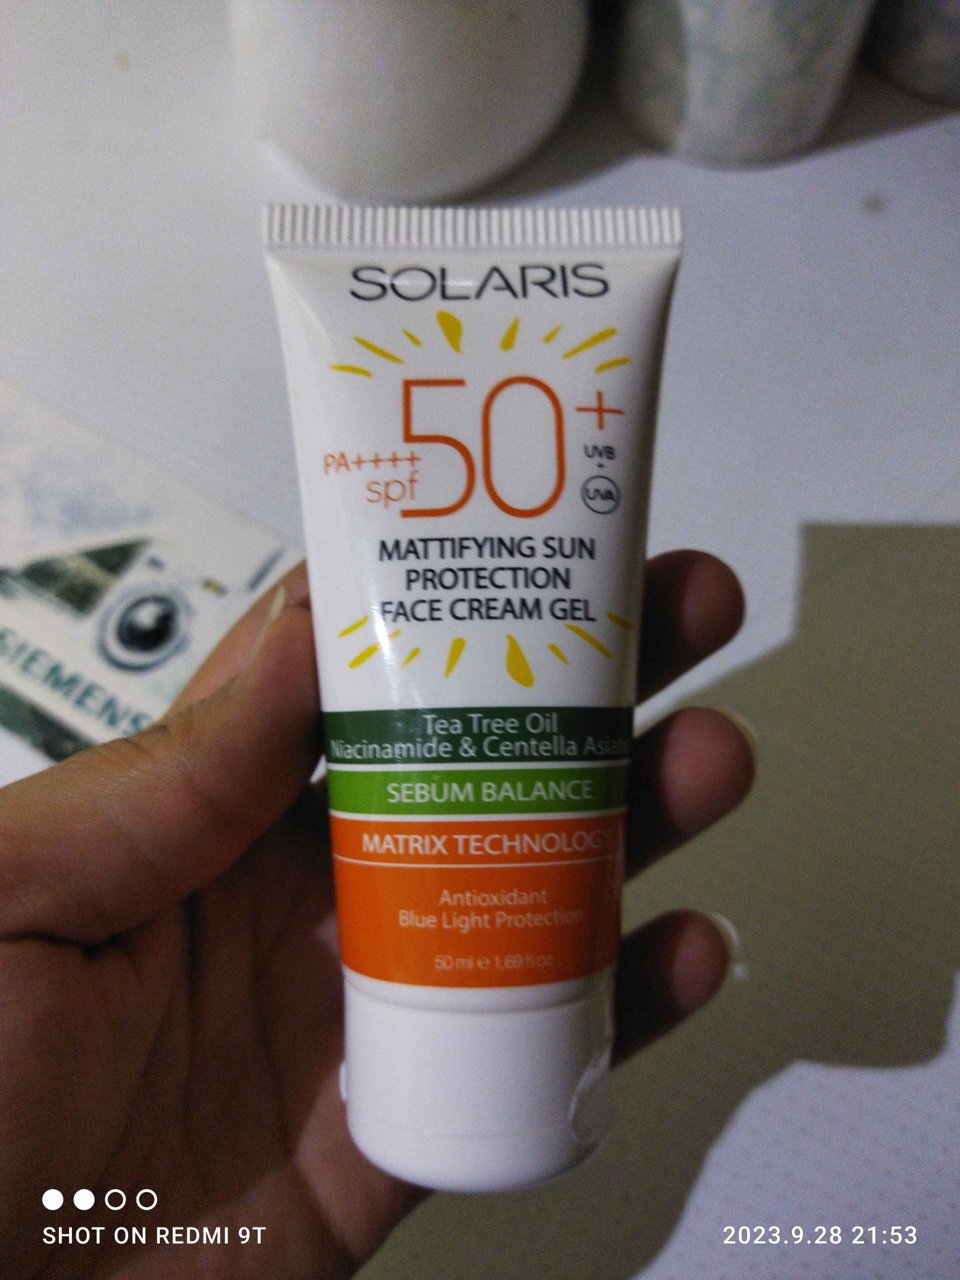 SOLARIS
50+
PA++++
spf
UVB
+
UVA
MATTIFYING SUN
PROTECTION
FACE CREAM GEL
Tea Tree Oil
Niacinamide & Centella
SEBUM BALANCE
MATRIX TECHNOLOGY
Antioxidant
Blue Light Protection
50 ml e 1,69 fl.oz
SIEMENS
SHOT ON REDMI 9T
2023.9.28 21:53